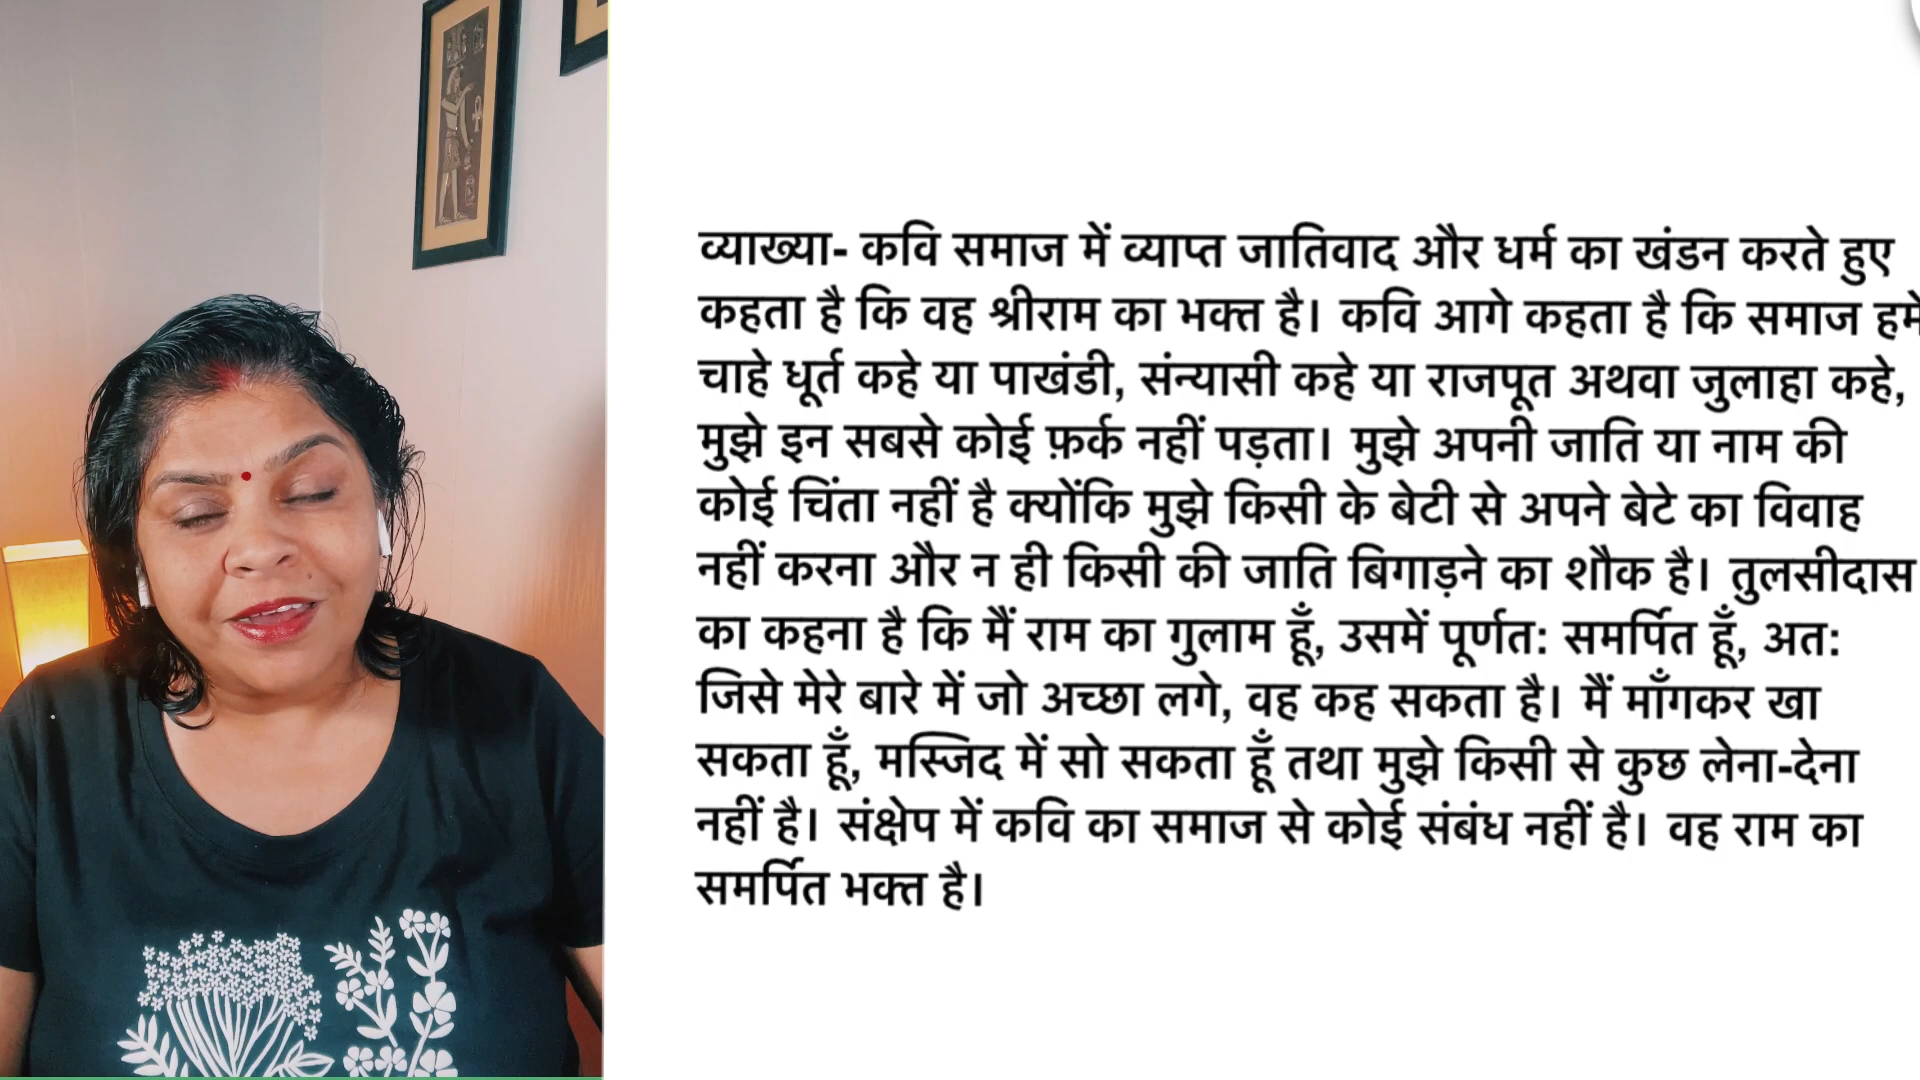 व्याख्या- कवि समाज में व्याप्त जातिवाद और धर्म का खंडन करते हुए
कहता है कि वह श्रीराम का भक्त है। कवि आगे कहता है कि समाज हमें
चाहे धूर्त कहे या पाखंडी, संन्यासी कहे या राजपूत अथवा जुलाहा कहे,
मुझे इन सबसे कोई फ़र्क नहीं पड़ता। मुझे अपनी जाति या नाम की
कोई चिंता नहीं है क्योंकि मुझे किसी के बेटी से अपने बेटे का विवाह
नहीं करना और न ही किसी की जाति बिगाड़ने का शौक है। तुलसीदास
का कहना है कि मैं राम का गुलाम हूँ, उसमें पूर्णत: समर्पित हूँ, अत:
जिसे मेरे बारे में जो अच्छा लगे, वह कह सकता है। मैं माँगकर खा
सकता हूँ, मस्जिद में सो सकता हूँ तथा मुझे किसी से कुछ लेना-देना
नहीं है। संक्षेप में कवि का समाज से कोई संबंध नहीं है। वह राम का
समर्पित भक्त है।